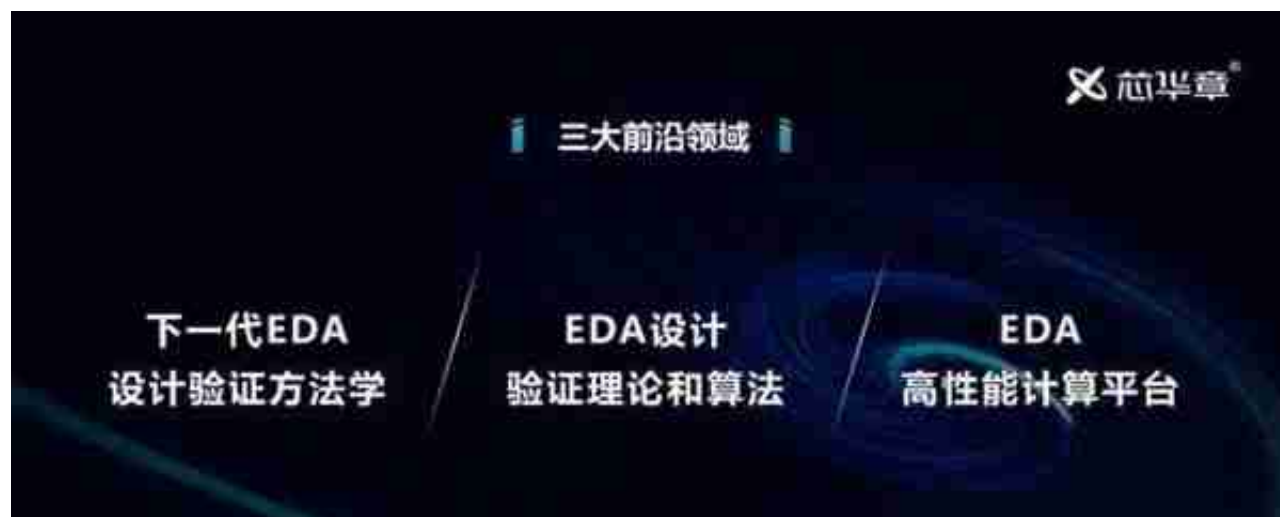 芯华章®
三大前沿领域
下一代EDA
设计验证方法学
EDA设计
验证理论和算法
EDA
高性能计算平台